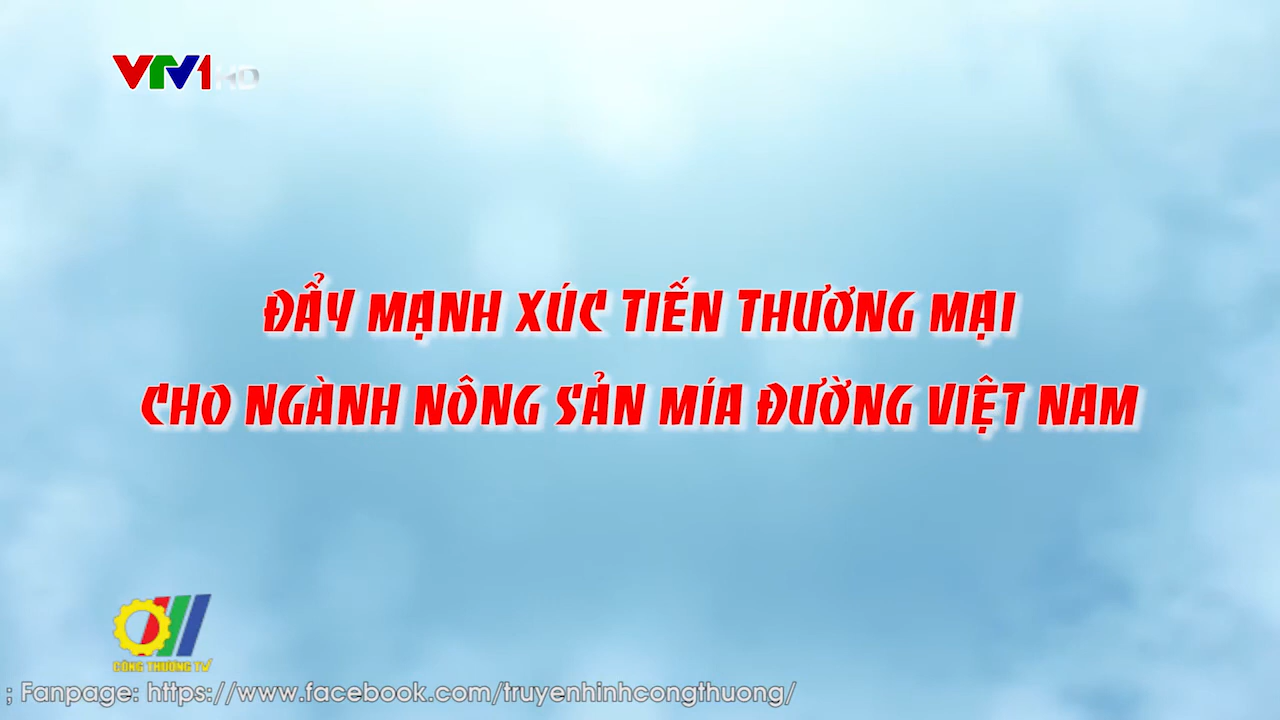 VTV1 HD
ĐẨY MẠNH XÚC TIẾN THƯƠNG MẠI
CHO NGÀNH NÔNG SẢN MÍA ĐƯỜNG VIỆT NAM
CÔNG THƯƠNG TV
; Fanpage: https://www.facebook.com/truyenhinhcongthuong/